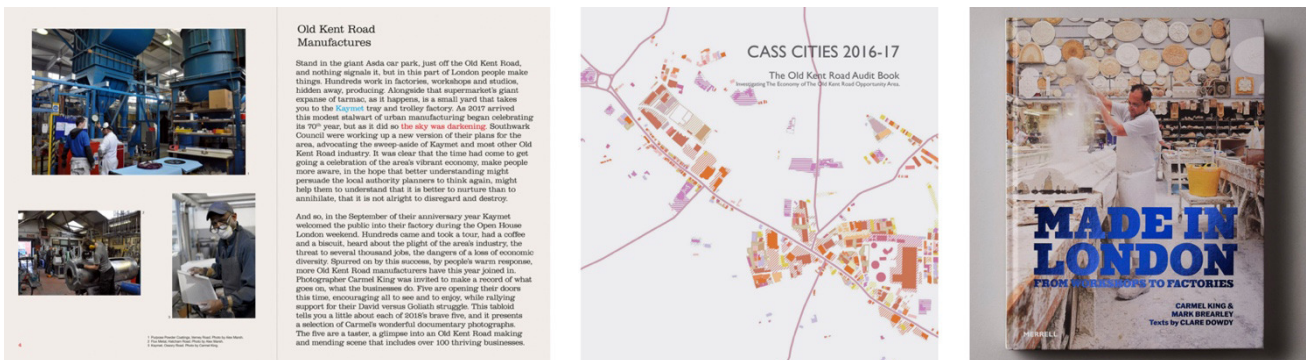 Old Kent Road
Manufactures
Stand in the giant Asda car park, just off the Old Kent Road,
and nothing signals it, but in this part of London people make
things. Hundreds work in factories, workshops and studios,
hidden away, producing. Alongside that supermarket's giant
expanse of tarmac, as it happens, is a small yard that takes
you to the Kaymet tray and trolley factory. As 2017 arrived
this modest stalwart of urban manufacturing began celebrating
its 70th year, but as it did so the sky was darkening. Southwark
Council were working up a new version of their plans for the
area, advocating the sweep-aside of Kaymet and most other Old
Kent Road industry. It was clear that the time had come to get
going a celebration of the area's vibrant economy, make people
more aware, in the hope that better understanding might
persuade the local authority planners to think again, might
help them to understand that it is better to nurture than to
annihilate, that it is not alright to disregard and destroy.
And so, in the September of their anniversary year Kaymet
welcomed the public into their factory during the Open House
London weekend. Hundreds came and took a tour, had a coffee
and a biscuit, heard about the plight of the area's industry, the
threat to several thousand jobs, the dangers of a loss of economic
diversity. Spurred on by this success, by people's warm response,
more Old Kent Road manufacturers have this year joined in.
Photographer Carmel King was invited to make a record of what
goes on, what the businesses do. Five are opening their doors
this time, encouraging all to see and to enjoy, while rallying
support for their David versus Goliath struggle. This tabloid
tells you a little about each of 2018's brave five, and it presents
a selection of Carmel's wonderful documentary photographs.
The five are a taster, a glimpse into an Old Kent Road making
and mending scene that includes over 100 thriving businesses.
CASS CITIES 2016-17
The Old Kent Road Audit Book
Investigating The Economy of The Old Kent Road Opportunity Area.
MADE IN
LONDON
FROM WORKSHOPS TO FACTORIES
CARMEL KING &
MARK BREARLEY
Texts by CLARE DOWDY
MERRELL